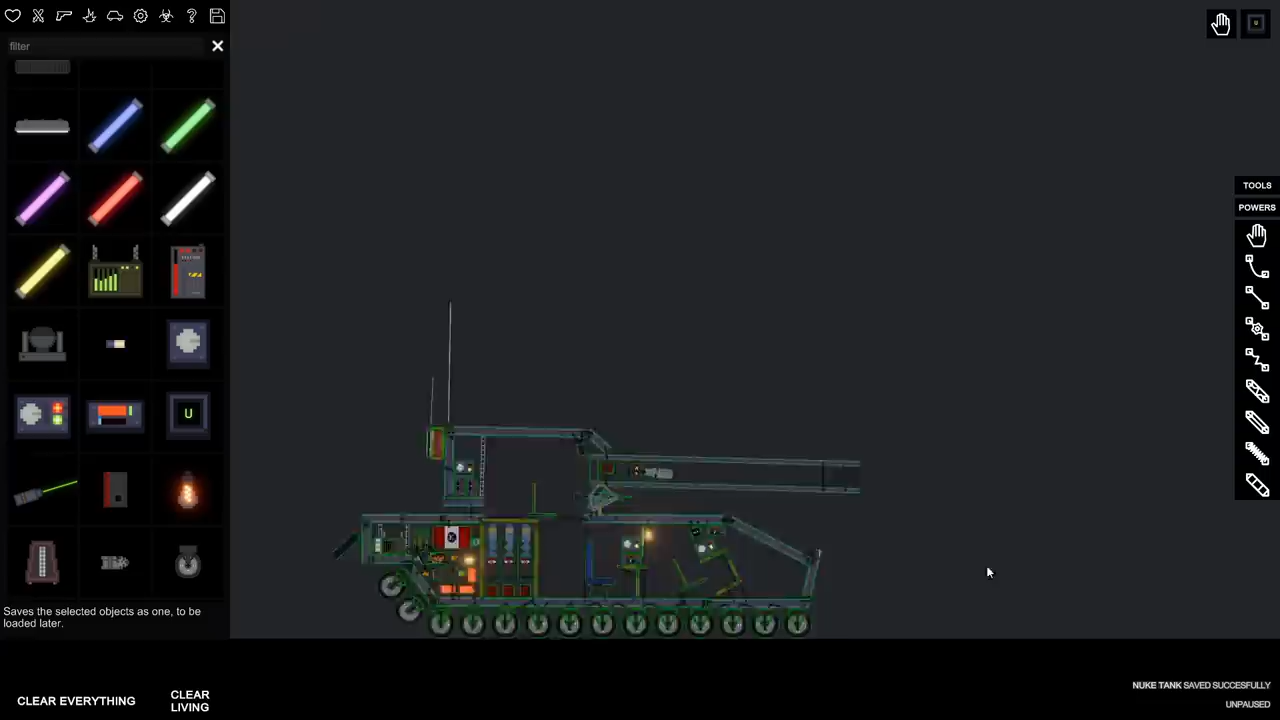 filter
U
TOOLS
POWERS
U
Saves the selected objects as one, to be
loaded later.
CLEAR EVERYTHING
CLEAR
LIVING
NUKE TANK SAVED SUCCESFULLY
UNPAUSED